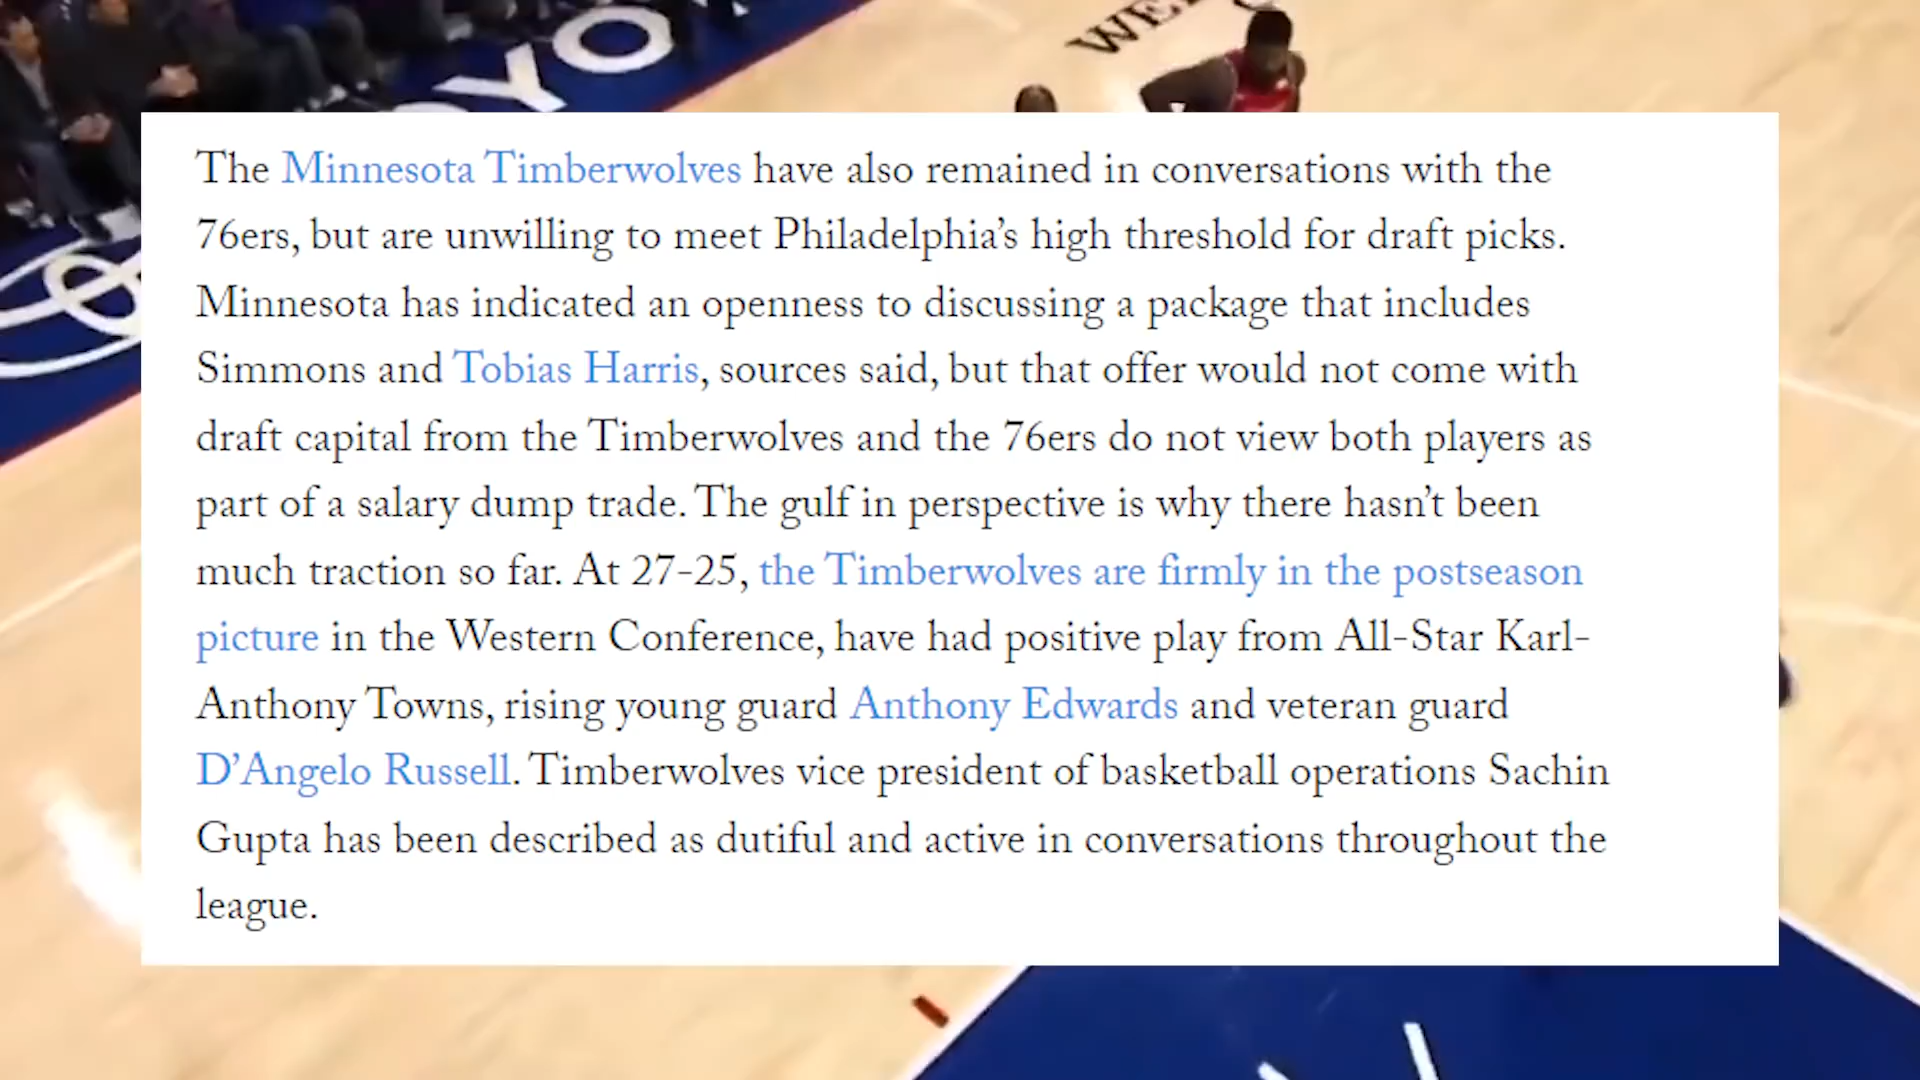 OYO
WE
The Minnesota Timberwolves have also remained in conversations with the
76ers, but are unwilling to meet Philadelphia’s high threshold for draft picks.
Minnesota has indicated an openness to discussing a package that includes
Simmons and Tobias Harris, sources said, but that offer would not come with
draft capital from the Timberwolves and the 76ers do not view both players as
part of a salary dump trade. The gulf in perspective is why there hasn’t been
much traction so far. At 27-25, the Timberwolves are firmly in the postseason
picture in the Western Conference, have had positive play from All-Star Karl-
Anthony Towns, rising young guard Anthony Edwards and veteran guard
D’Angelo Russell. Timberwolves vice president of basketball operations Sachin
Gupta has been described as dutiful and active in conversations throughout the
league.